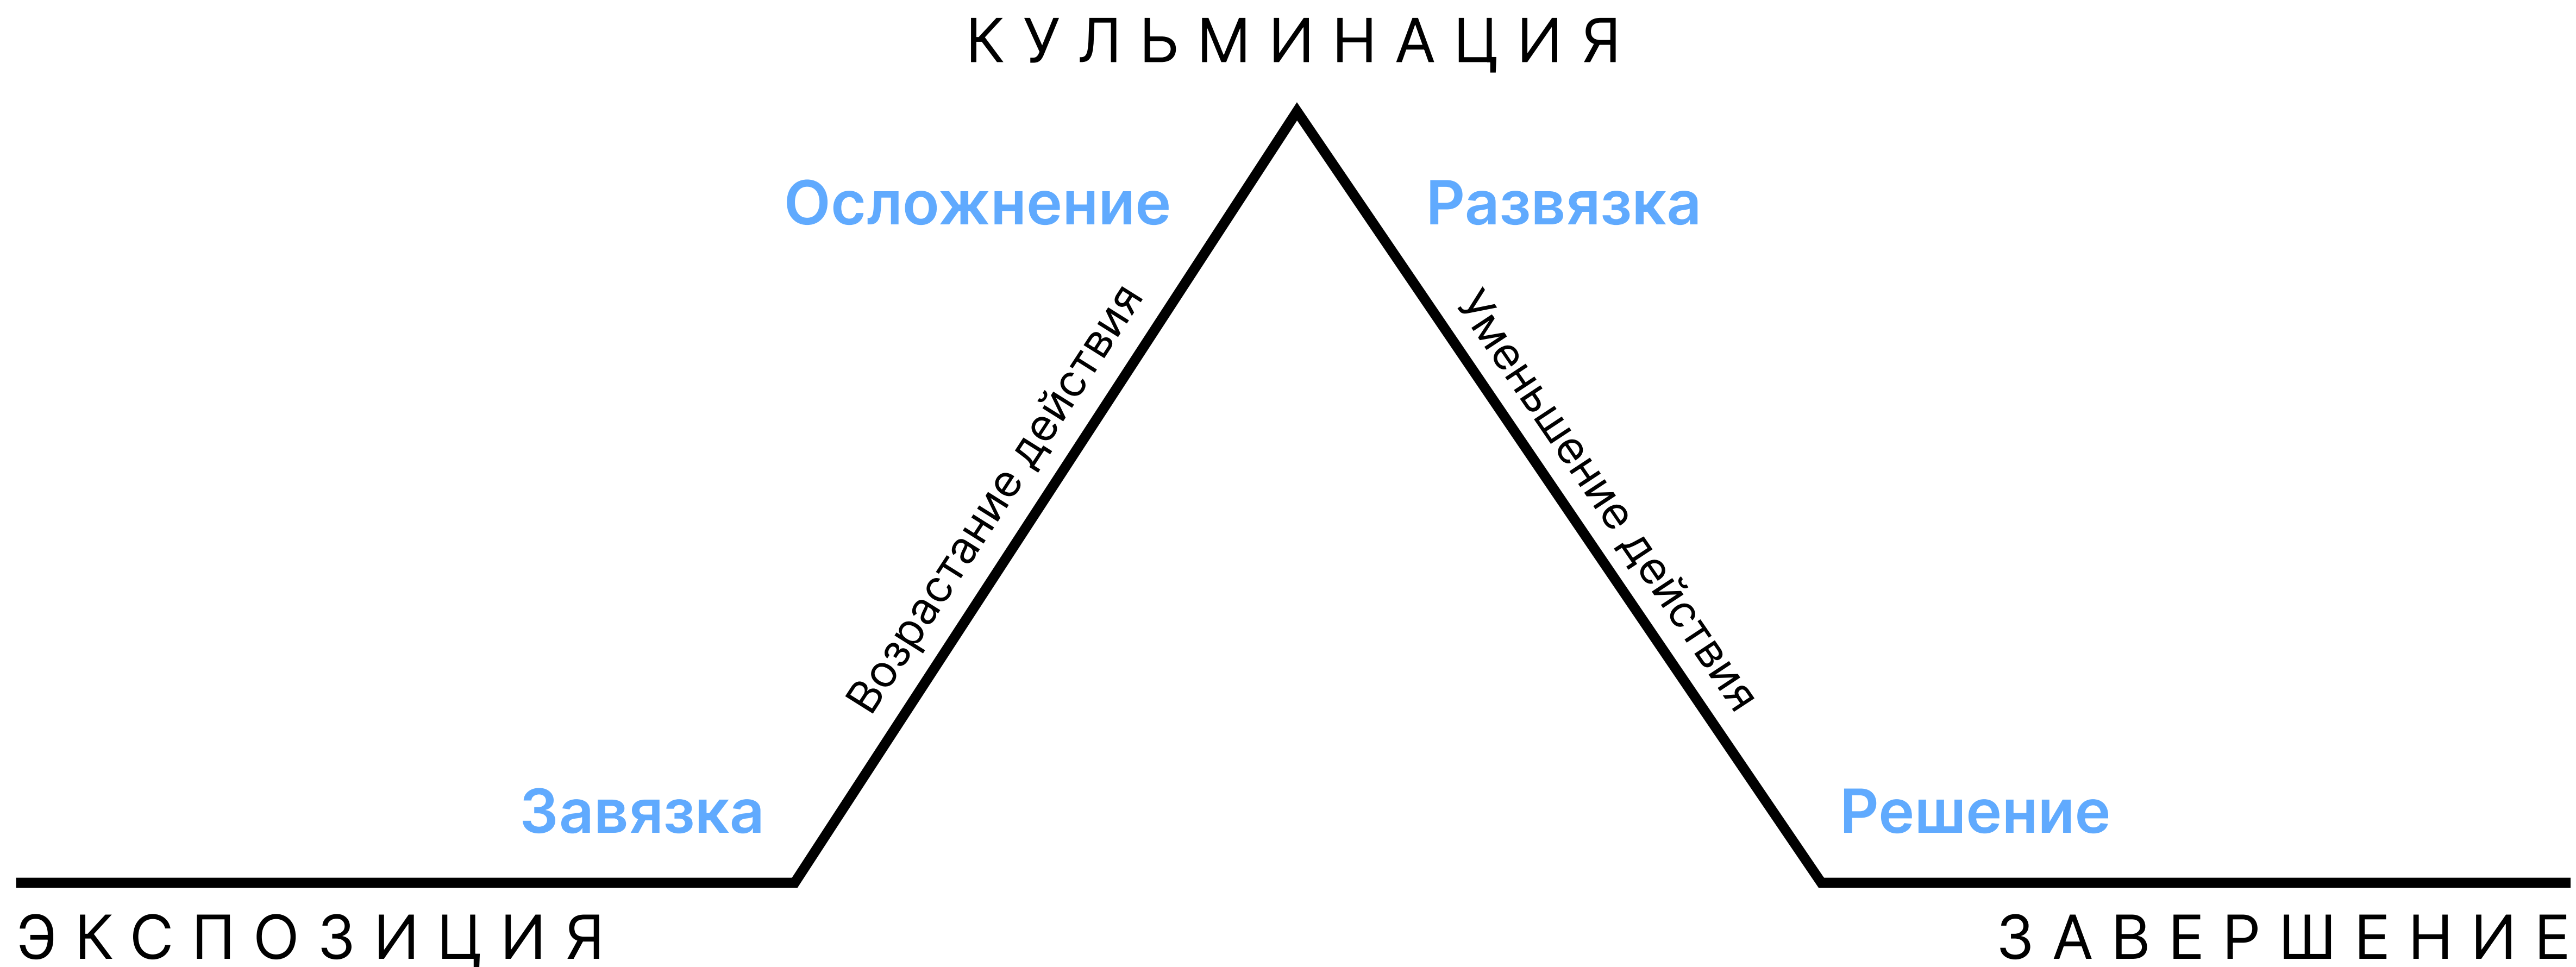 КУЛЬМИНАЦИЯ
Осложнение
Развязка
Возрастание действия
Уменьшение действия
Завязка
Решение
ЭКСПОЗИЦИЯ
ЗАВЕРШЕНИЕ